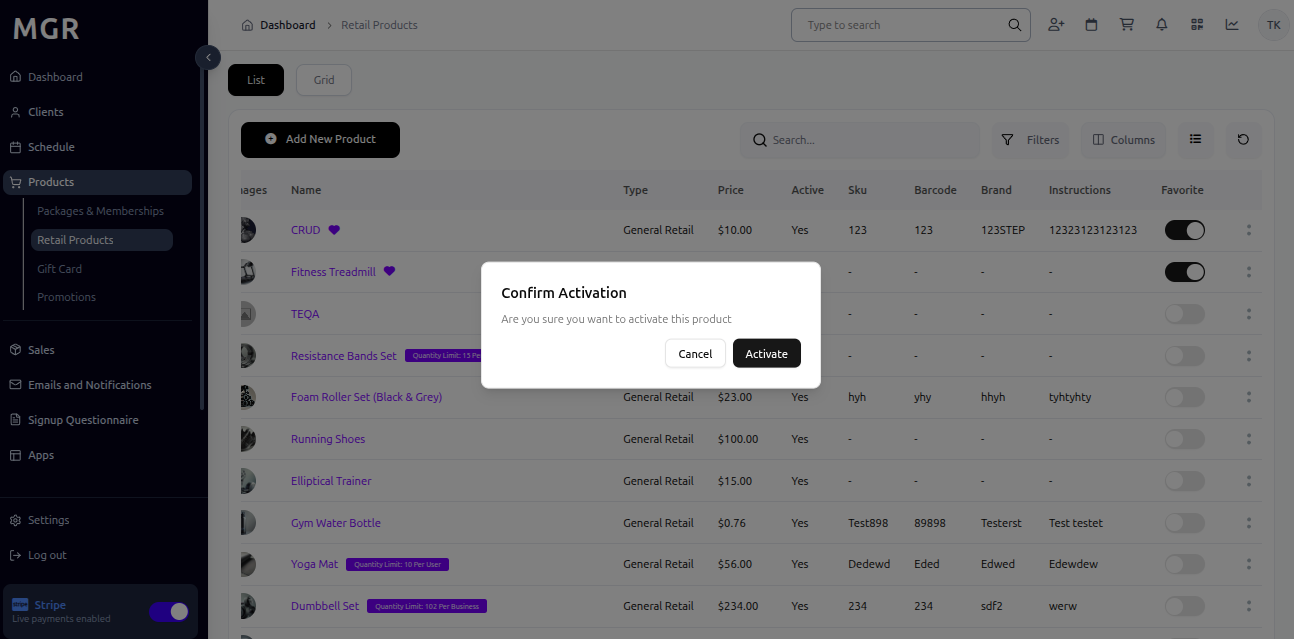 MGR
Dashboard
Clients
Schedule
Products
Packages & Memberships
Retail Products
Gift Card
Promotions
Sales
Emails and Notifications
Signup Questionnaire
Apps
Settings
Log out
Stripe
Live payments enabled
Dashboard > Retail Products
Type to search
TK
List Grid
Add New Product
Search...
Filters
Columns
ages Name Type Price Active Sku Barcode Brand Instructions Favorite
CRUD General Retail $10.00 Yes 123 123 123STEP 12323123123123
Fitness Treadmill - - - -
TEQA - - - -
Resistance Bands Set Quantity Limit: 15 Pe - - - -
Foam Roller Set (Black & Grey) General Retail $23.00 Yes hyh yhy hhyh tyhtyhty
Running Shoes General Retail $100.00 Yes - - - -
Elliptical Trainer General Retail $15.00 Yes - - - -
Gym Water Bottle General Retail $0.76 Yes Test898 89898 Testerst Test testet
Yoga Mat Quantity Limit: 10 Per User General Retail $56.00 Yes Dedewd Eded Edwed Edewdew
Dumbbell Set Quantity Limit: 102 Per Business General Retail $234.00 Yes 234 234 sdf2 werw
Confirm Activation
Are you sure you want to activate this product
Cancel Activate